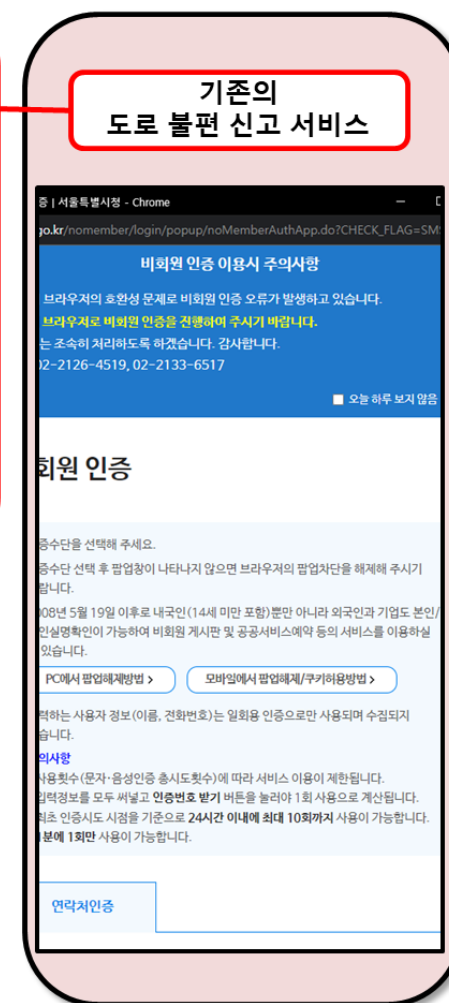 기존의
도로 불편 신고 서비스
증 | 서울특별시청 - Chrome
go.kr/nomember/login/popup/noMemberAuthApp.do?CHECK_FLAG=SMS
비회원 인증 이용시 주의사항
브라우저의 호환성 문제로 비회원 인증 오류가 발생하고 있습니다.
브라우저로 비회원 인증을 진행하여 주시기 바랍니다.
는 조속히 처리하도록 하겠습니다. 감사합니다.
02-2126-4519, 02-2133-6517
오늘 하루 보지 않음
회원 인증
증수단을 선택해 주세요.
증수단 선택 후 팝업창이 나타나지 않으면 브라우저의 팝업차단을 해제해 주시기
랍니다.
008년 5월 19일 이후로 내국인(14세 미만 포함)뿐만 아니라 외국인과 기업도 본인/
인실명확인이 가능하여 비회원 게시판 및 공공서비스예약 등의 서비스를 이용하실
있습니다.
PC에서 팝업해제방법 >
모바일에서 팝업해제/쿠키허용방법 >
력하는 사용자 정보(이름, 전화번호)는 일회용 인증으로만 사용되며 수집되지
습니다.
의사항
사용횟수(문자·음성인증 총시도횟수)에 따라 서비스 이용이 제한됩니다.
입력정보를 모두 써넣고 인증번호 받기 버튼을 눌러야 1회 사용으로 계산됩니다.
최초 인증시도 시점을 기준으로 24시간 이내에 최대 10회까지 사용이 가능합니다.
1분에 1회만 사용이 가능합니다.
연락처인증